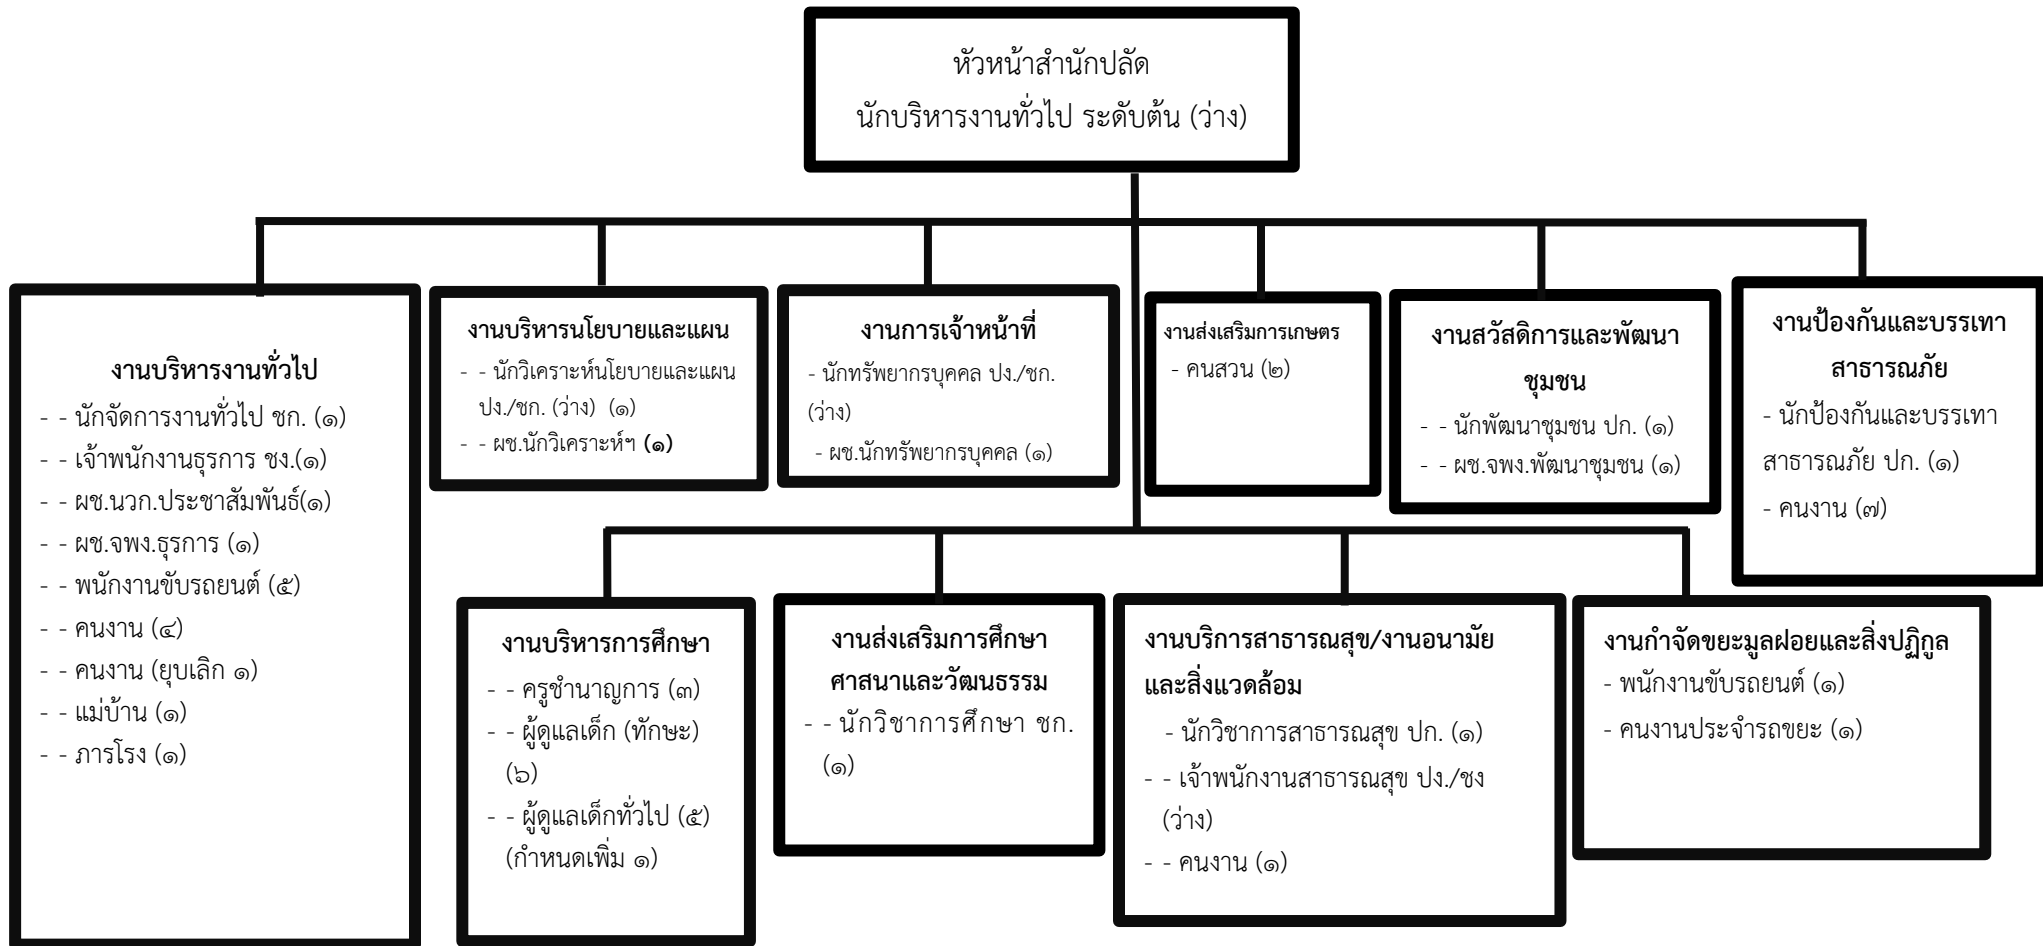 หัวหน้าสำนักปลัด
นักบริหารงานทั่วไป ระดับต้น (ว่าง)
งานบริหารงานทั่วไป
- - นักจัดการงานทั่วไป ชก. (๑)
- - เจ้าพนักงานธุรการ ชง.(๑)
- - ผช.นวก.ประชาสัมพันธ์(๑)
- - ผช.จพง.ธุรการ (๑)
- - พนักงานขับรถยนต์ (๕)
- - คนงาน (๔)
- - คนงาน (ยุบเลิก ๑)
- - แม่บ้าน (๑)
- - ภารโรง (๑)
งานบริหารนโยบายและแผน
- - นักวิเคราะห์นโยบายและแผน
ปง./ชก. (ว่าง) (๑)
- - ผช.นักวิเคราะห์ฯ (๑)
งานการเจ้าหน้าที่
- นักทรัพยากรบุคคล ปง./ชก.
(ว่าง)
- ผช.นักทรัพยากรบุคคล (๑)
งานส่งเสริมการเกษตร
- คนสวน (๒)
งานสวัสดิการและพัฒนา
ชุมชน
- - นักพัฒนาชุมชน ปก. (๑)
- - ผช.จพง.พัฒนาชุมชน (๑)
งานป้องกันและบรรเทา
สาธารณภัย
- นักป้องกันและบรรเทา
สาธารณภัย ปก. (๑)
- คนงาน (๗)
งานบริหารการศึกษา
- - ครูชำนาญการ (๓)
- - ผู้ดูแลเด็ก (ทักษะ)
(๖)
- - ผู้ดูแลเด็กทั่วไป (๕)
(กำหนดเพิ่ม ๑)
งานส่งเสริมการศึกษา
ศาสนาและวัฒนธรรม
- - นักวิชาการศึกษา ชก.
(๑)
งานบริการสาธารณสุข/งานอนามัย
และสิ่งแวดล้อม
- นักวิชาการสาธารณสุข ปก. (๑)
- - เจ้าพนักงานสาธารณสุข ปง./ชง
(ว่าง)
- - คนงาน (๑)
งานกำจัดขยะมูลฝอยและสิ่งปฏิกูล
- พนักงานขับรถยนต์ (๑)
- คนงานประจำรถขยะ (๑)